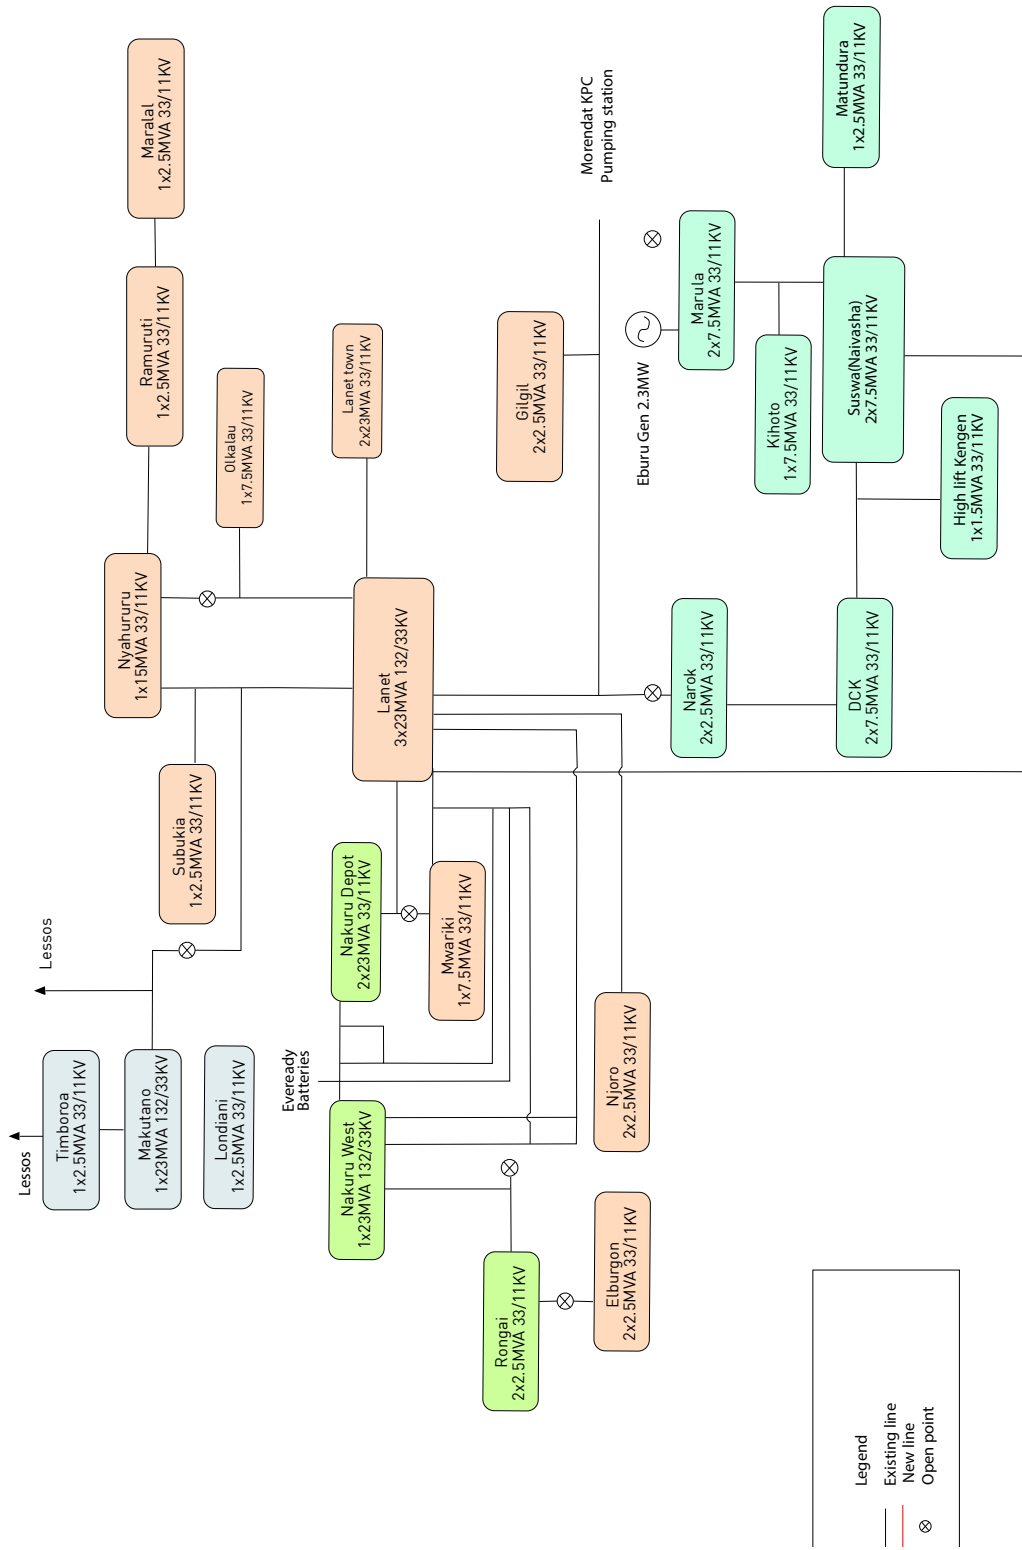 Lessos
Timboroa
1x2.5MVA 33/11KV
Makutano
1x23MVA 132/33KV
Londiani
1x2.5MVA 33/11KV
Lessos
Subukia
1x2.5MVA 33/11KV
Nyahururu
1x15MVA 33/11KV
Ramuruti
1x2.5MVA 33/11KV
Maralal
1x2.5MVA 33/11KV
Olkalau
1x7.5MVA 33/11KV
Lanet town
2x23MVA 33/11KV
Lanet
3x23MVA 132/33KV
Eveready
Batteries
Nakuru West
1x23MVA 132/33KV
Nakuru Depot
2x23MVA 33/11KV
Mwariki
1x7.5MVA 33/11KV
Rongai
2x2.5MVA 33/11KV
Elburgon
2x2.5MVA 33/11KV
Njoro
2x2.5MVA 33/11KV
Gilgil
2x2.5MVA 33/11KV
Morendat KPC
Pumping station
Eburu Gen 2.3MW
Marula
2x7.5MVA 33/11KV
Kihoto
1x7.5MVA 33/11KV
Narok
2x2.5MVA 33/11KV
DCK
2x7.5MVA 33/11KV
Suswa(Naivasha)
2x7.5MVA 33/11KV
Matundura
1x2.5MVA 33/11KV
High lift Kengen
1x1.5MVA 33/11KV
Legend
Existing line
New line
Open point